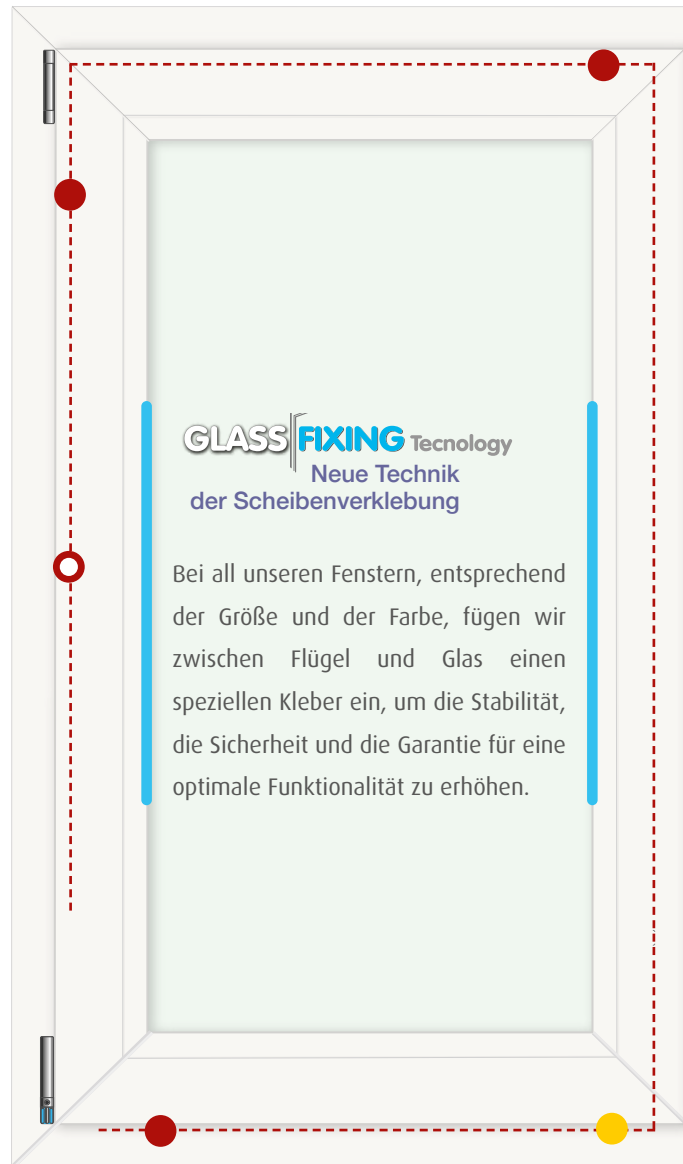 GLASS FIXING Tecnology
Neue Technik
der Scheibenverklebung
Bei all unseren Fenstern, entsprechend
der Größe und der Farbe, fügen wir
zwischen Flügel und Glas einen
speziellen Kleber ein, um die Stabilität,
die Sicherheit und die Garantie für eine
optimale Funktionalität zu erhöhen.